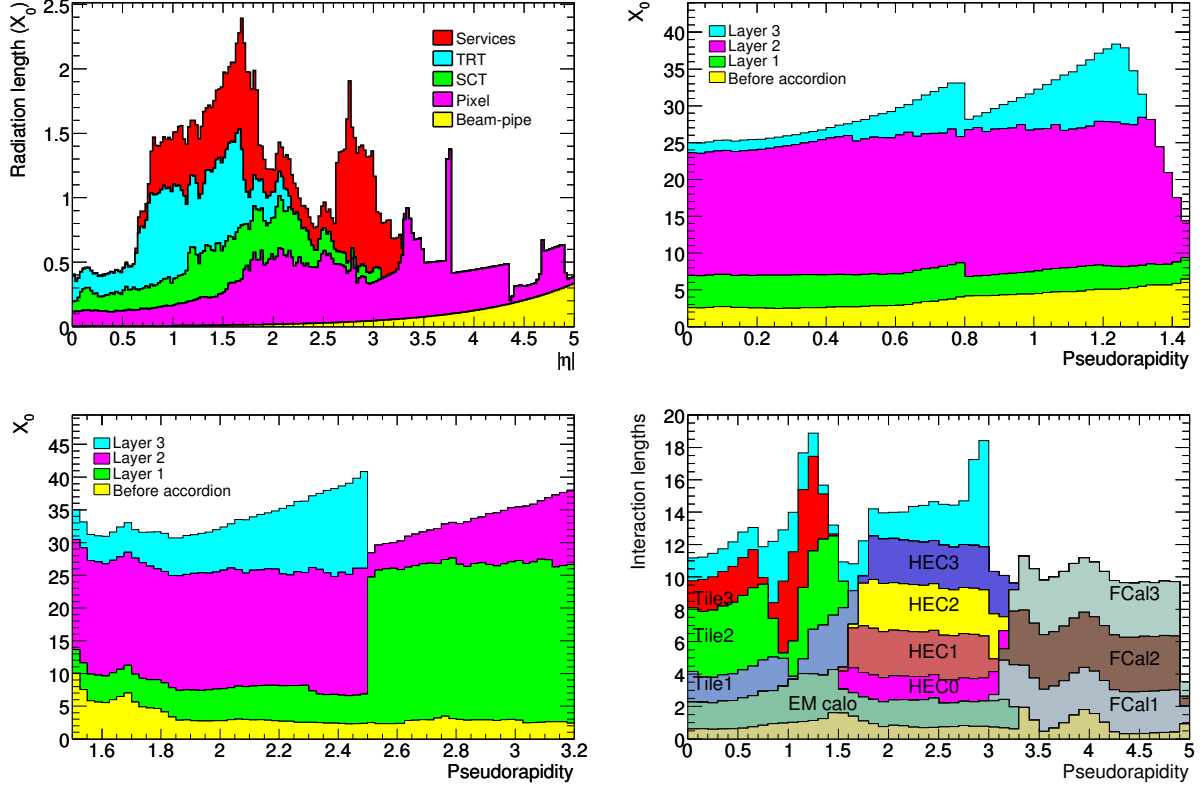 Radiation length (X0)
2.5
2
1.5
1
0.5
0
Services
TRT
SCT
Pixel
Beam-pipe
0 0.5 1 1.5 2 2.5 3 3.5 4 4.5 5
|η|
X0
40
35
30
25
20
15
10
5
0
Layer 3
Layer 2
Layer 1
Before accordion
0 0.2 0.4 0.6 0.8 1 1.2 1.4
Pseudorapidity
X0
45
40
35
30
25
20
15
10
5
0
Layer 3
Layer 2
Layer 1
Before accordion
1.6 1.8 2 2.2 2.4 2.6 2.8 3 3.2
Pseudorapidity
Interaction lengths
20
18
16
14
12
10
8
6
4
2
0
Tile3
Tile2
Tile1
EM calo
HEC3
HEC2
HEC1
HEC0
FCal3
FCal2
FCal1
0 0.5 1 1.5 2 2.5 3 3.5 4 4.5 5
Pseudorapidity